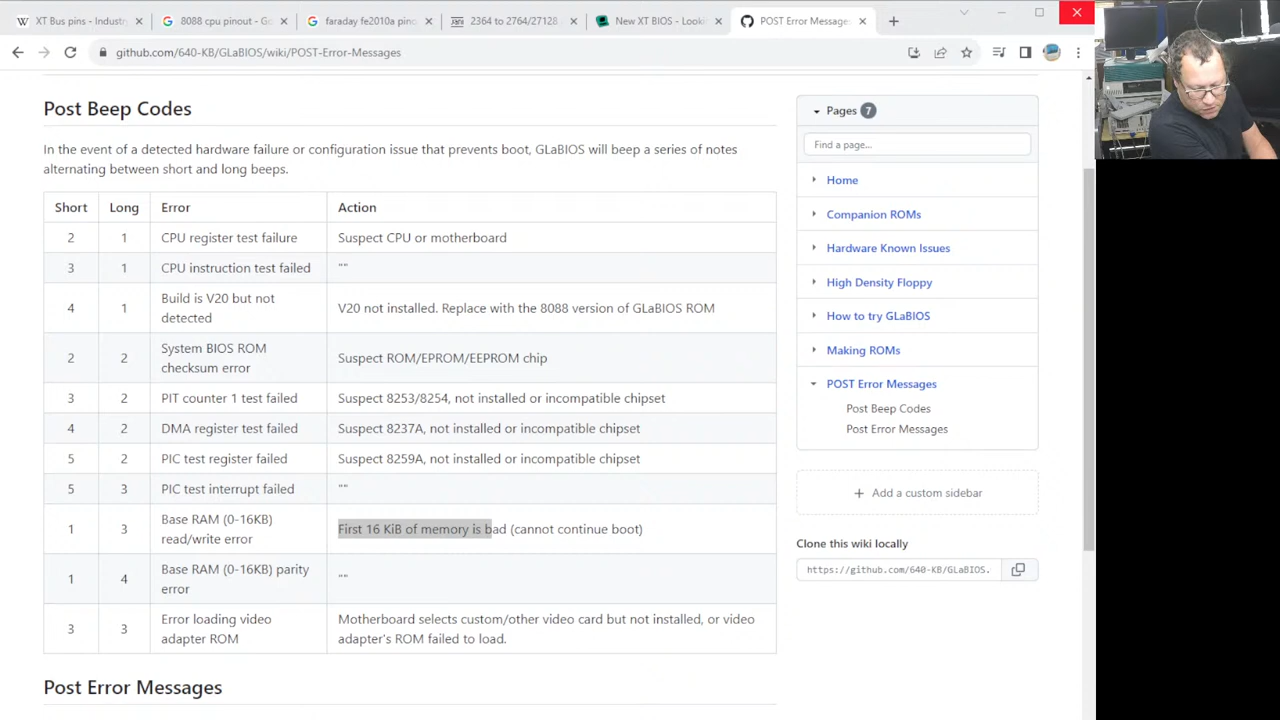 XT Bus pins - Industry
8088 cpu pinout - Go
faraday
2364 to 2764/27128
New XT BIOS - Looki
POST Error Messages
github.com/640-KB/GLaBIOS/wiki/POST-Error-Messages
Post Beep Codes
In the event of a detected hardware failure or configuration issue that prevents boot, GLaBIOS will beep a series of notes
alternating between short and long beeps.
Short Long Error Action
2 1 CPU register test failure Suspect CPU or motherboard
3 1 CPU instruction test failed ""
4 1 Build is V20 but not
detected V20 not installed. Replace with the 8088 version of GLaBIOS ROM
2 2 System BIOS ROM
checksum error Suspect ROM/EPROM/EEPROM chip
3 2 PIT counter 1 test failed Suspect 8253/8254, not installed or incompatible chipset
4 2 DMA register test failed Suspect 8237A, not installed or incompatible chipset
5 2 PIC test register failed Suspect 8259A, not installed or incompatible chipset
5 3 PIC test interrupt failed ""
1 3 Base RAM (0-16KB)
read/write error First 16 KiB of memory is bad (cannot continue boot)
1 4 Base RAM (0-16KB) parity
error ""
3 3 Error loading video
adapter ROM Motherboard selects custom/other video card but not installed, or video
adapter's ROM failed to load.
Post Error Messages
Pages 7
Find a page...
Home
Companion ROMs
Hardware Known Issues
High Density Floppy
How to try GLaBIOS
Making ROMs
POST Error Messages
Post Beep Codes
Post Error Messages
+ Add a custom sidebar
Clone this wiki locally
https://github.com/640-KB/GLaBIOS.